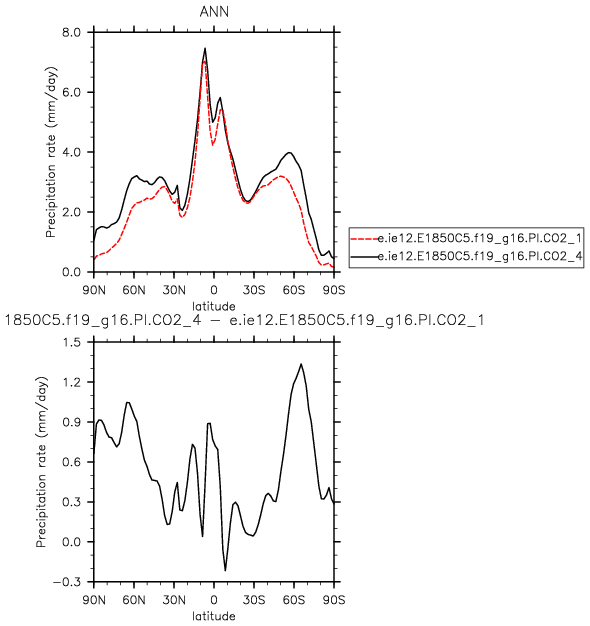 ANN
Precipitation rate (mm/day)
8.0
6.0
4.0
2.0
0.0
90N 60N 30N 0 30S 60S 90S
latitude
e.ie12.E1850C5.f19_g16.PI.CO2_1
e.ie12.E1850C5.f19_g16.PI.CO2_4
1850C5.f19_g16.PI.CO2_4 − e.ie12.E1850C5.f19_g16.PI.CO2_1
Precipitation rate (mm/day)
1.5
1.2
0.9
0.6
0.3
0.0
−0.3
90N 60N 30N 0 30S 60S 90S
latitude